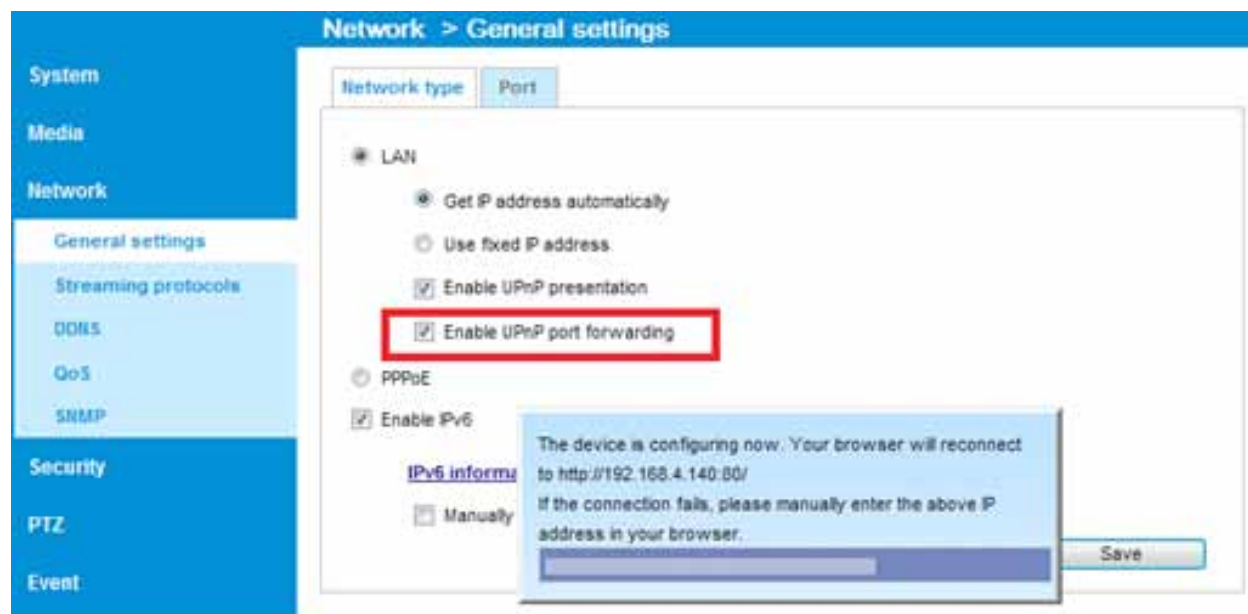 Network > General settings
System
Media
Network
General settings
Streaming protocols
DDNS
QoS
SNMP
Security
PTZ
Event
Network type
Port
LAN
Get IP address automatically
Use fixed IP address
Enable UPnP presentation
Enable UPnP port forwarding
PPPoE
Enable IPv6
IPv6 informa
Manually
The device is configuring now. Your browser will reconnect
to http://192.168.4.140:80/
If the connection fails, please manually enter the above IP
address in your browser.
Save